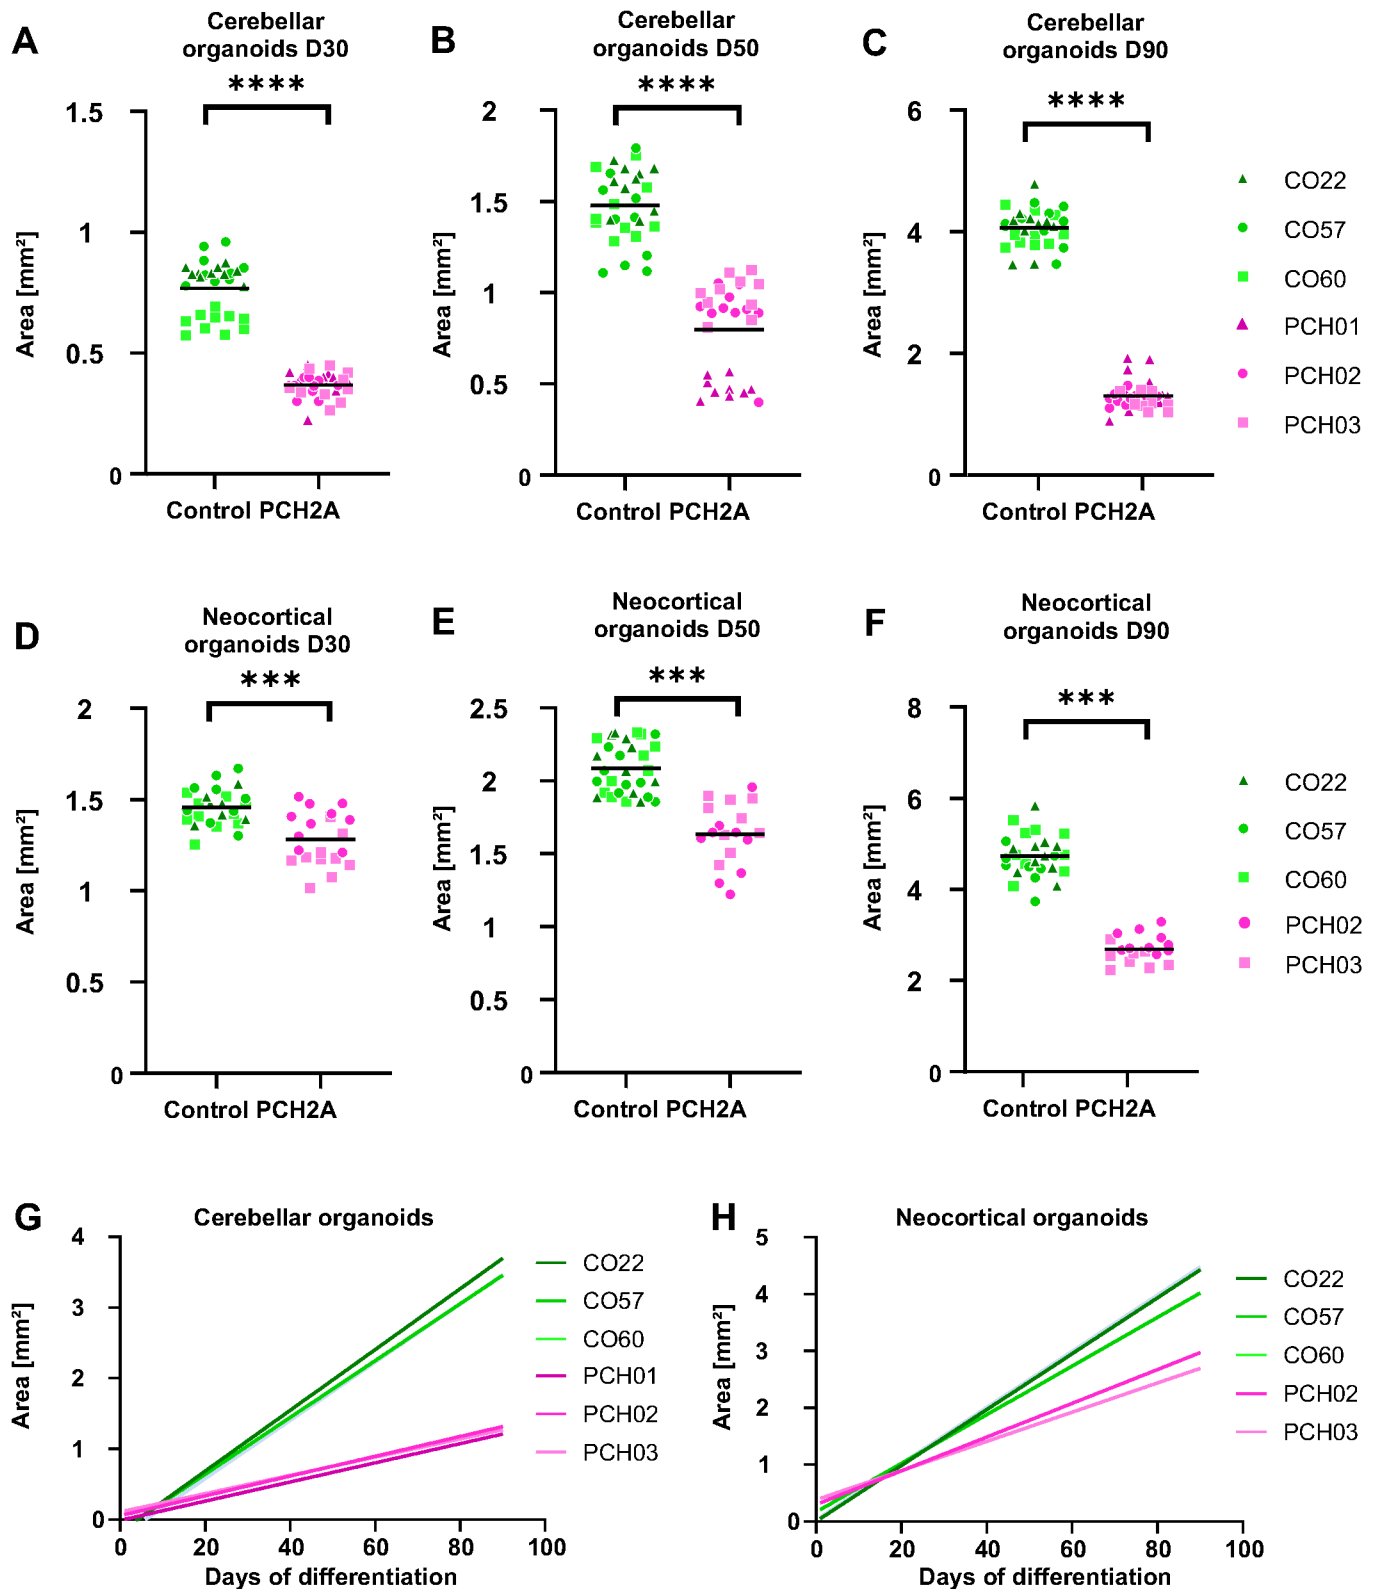 A
Cerebellar
organoids D30
****
1.5
1
0.5
0
Area [mm²]
Control PCH2A
B
Cerebellar
organoids D50
****
2
1.5
1
0.5
0
Area [mm²]
Control PCH2A
C
Cerebellar
organoids D90
****
6
4
2
0
Area [mm²]
Control PCH2A
CO22
CO57
CO60
PCH01
PCH02
PCH03
D
Neocortical
organoids D30
***
2
1.5
1
0.5
0
Area [mm²]
Control PCH2A
E
Neocortical
organoids D50
***
2.5
2
1.5
1
0.5
0
Area [mm²]
Control PCH2A
F
Neocortical
organoids D90
***
8
6
4
2
0
Area [mm²]
Control PCH2A
CO22
CO57
CO60
PCH02
PCH03
G
Cerebellar organoids
4
3
2
1
0
Area [mm²]
0 20 40 60 80 100
Days of differentiation
CO22
CO57
CO60
PCH01
PCH02
PCH03
H
Neocortical organoids
5
4
3
2
1
0
Area [mm²]
0 20 40 60 80 100
Days of differentiation
CO22
CO57
CO60
PCH02
PCH03